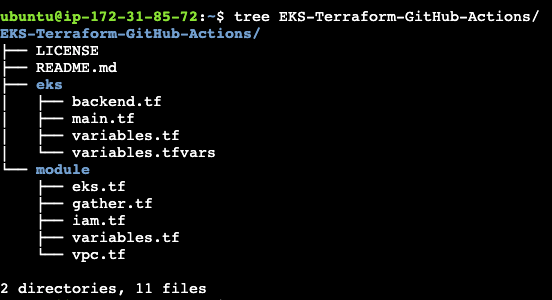 ubuntu@ip-172-31-85-72:~$ tree EKS-Terraform-GitHub-Actions/
EKS-Terraform-GitHub-Actions/
├── LICENSE
├── README.md
├── eks
│   ├── backend.tf
│   ├── main.tf
│   ├── variables.tf
│   └── variables.tfvars
└── module
    ├── eks.tf
    ├── gather.tf
    ├── iam.tf
    ├── variables.tf
    └── vpc.tf

2 directories, 11 files